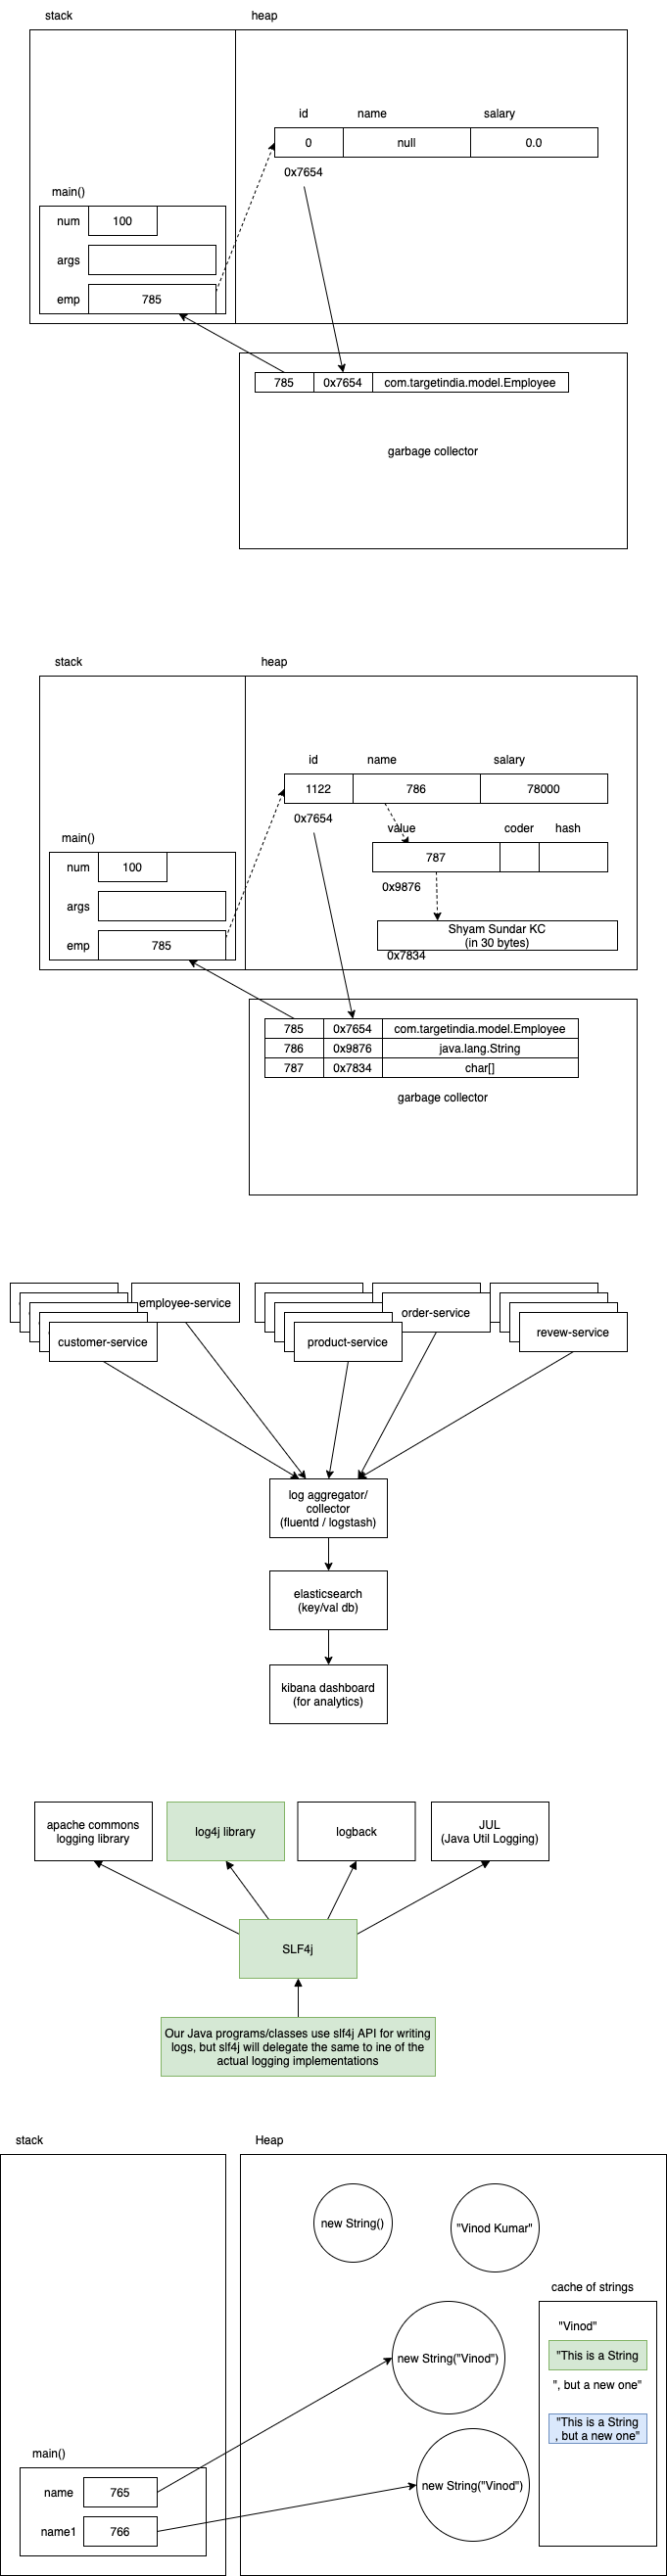 stack
heap
id
name
salary
0
null
0.0
0x7654
main()
num
100
args
emp
785
785
0x7654
com.targetindia.model.Employee
garbage collector
stack
heap
id
name
salary
1122
786
78000
0x7654
value
coder
hash
main()
num
100
787
0x9876
args
Shyam Sundar KC
(in 30 bytes)
emp
785
0x7834
785
0x7654
com.targetindia.model.Employee
786
0x9876
java.lang.String
787
0x7834
char[]
garbage collector
employee-service
order-service
customer-service
product-service
revew-service
log aggregator/
collector
(fluentd / logstash)
elasticsearch
(key/val db)
kibana dashboard
(for analytics)
apache commons
logging library
log4j library
logback
JUL
(Java Util Logging)
SLF4j
Our Java programs/classes use slf4j API for writing
logs, but slf4j will delegate the same to ine of the
actual logging implementations
stack
Heap
new String()
"Vinod Kumar"
cache of strings
"Vinod"
new String("Vinod")
"This is a String
", but a new one"
"This is a String
, but a new one"
main()
name
765
new String("Vinod")
name1
766